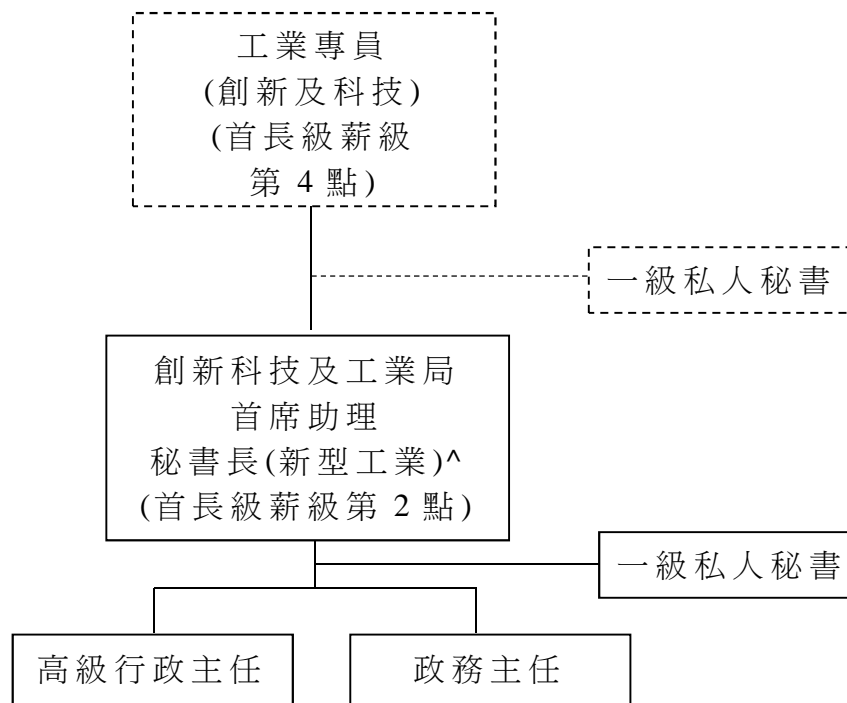 工業專員
(創新及科技)
(首長級薪級
第 4 點)
一級私人秘書
創新科技及工業局
首席助理
秘書長(新型工業)^
(首長級薪級第 2 點)
一級私人秘書
高級行政主任
政務主任